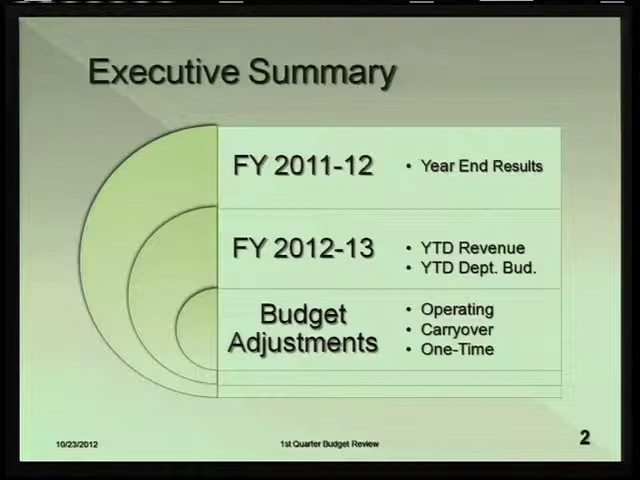 Executive Summary
FY 2011-12
• Year End Results
FY 2012-13
• YTD Revenue
• YTD Dept. Bud.
Budget
Adjustments
• Operating
• Carryover
• One-Time
10/23/2012
1st Quarter Budget Review
2